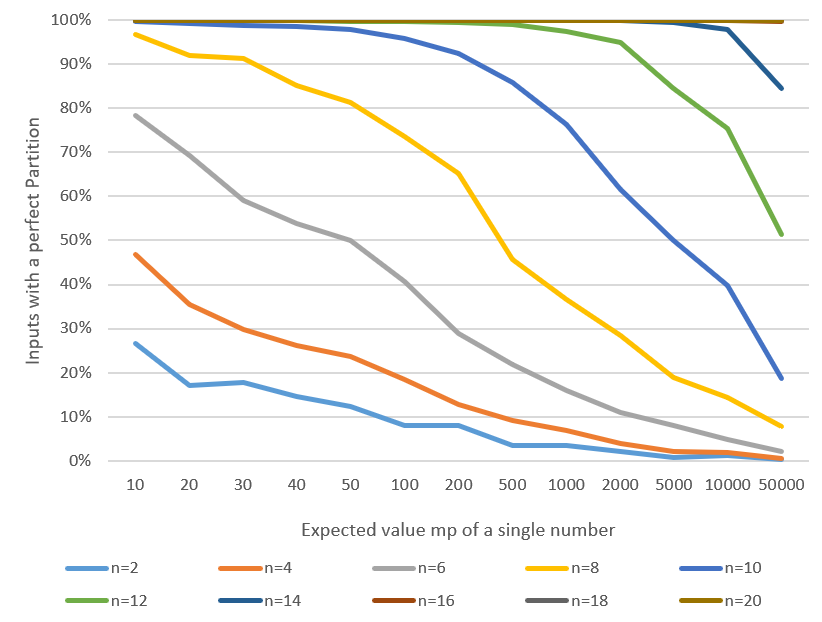 100%
90%
80%
70%
60%
50%
40%
30%
20%
10%
0%
Inputs with a perfect Partition
10 20 30 40 50 100 200 500 1000 2000 5000 10000 50000
Expected value mp of a single number
n=2 n=4 n=6 n=8 n=10
n=12 n=14 n=16 n=18 n=20